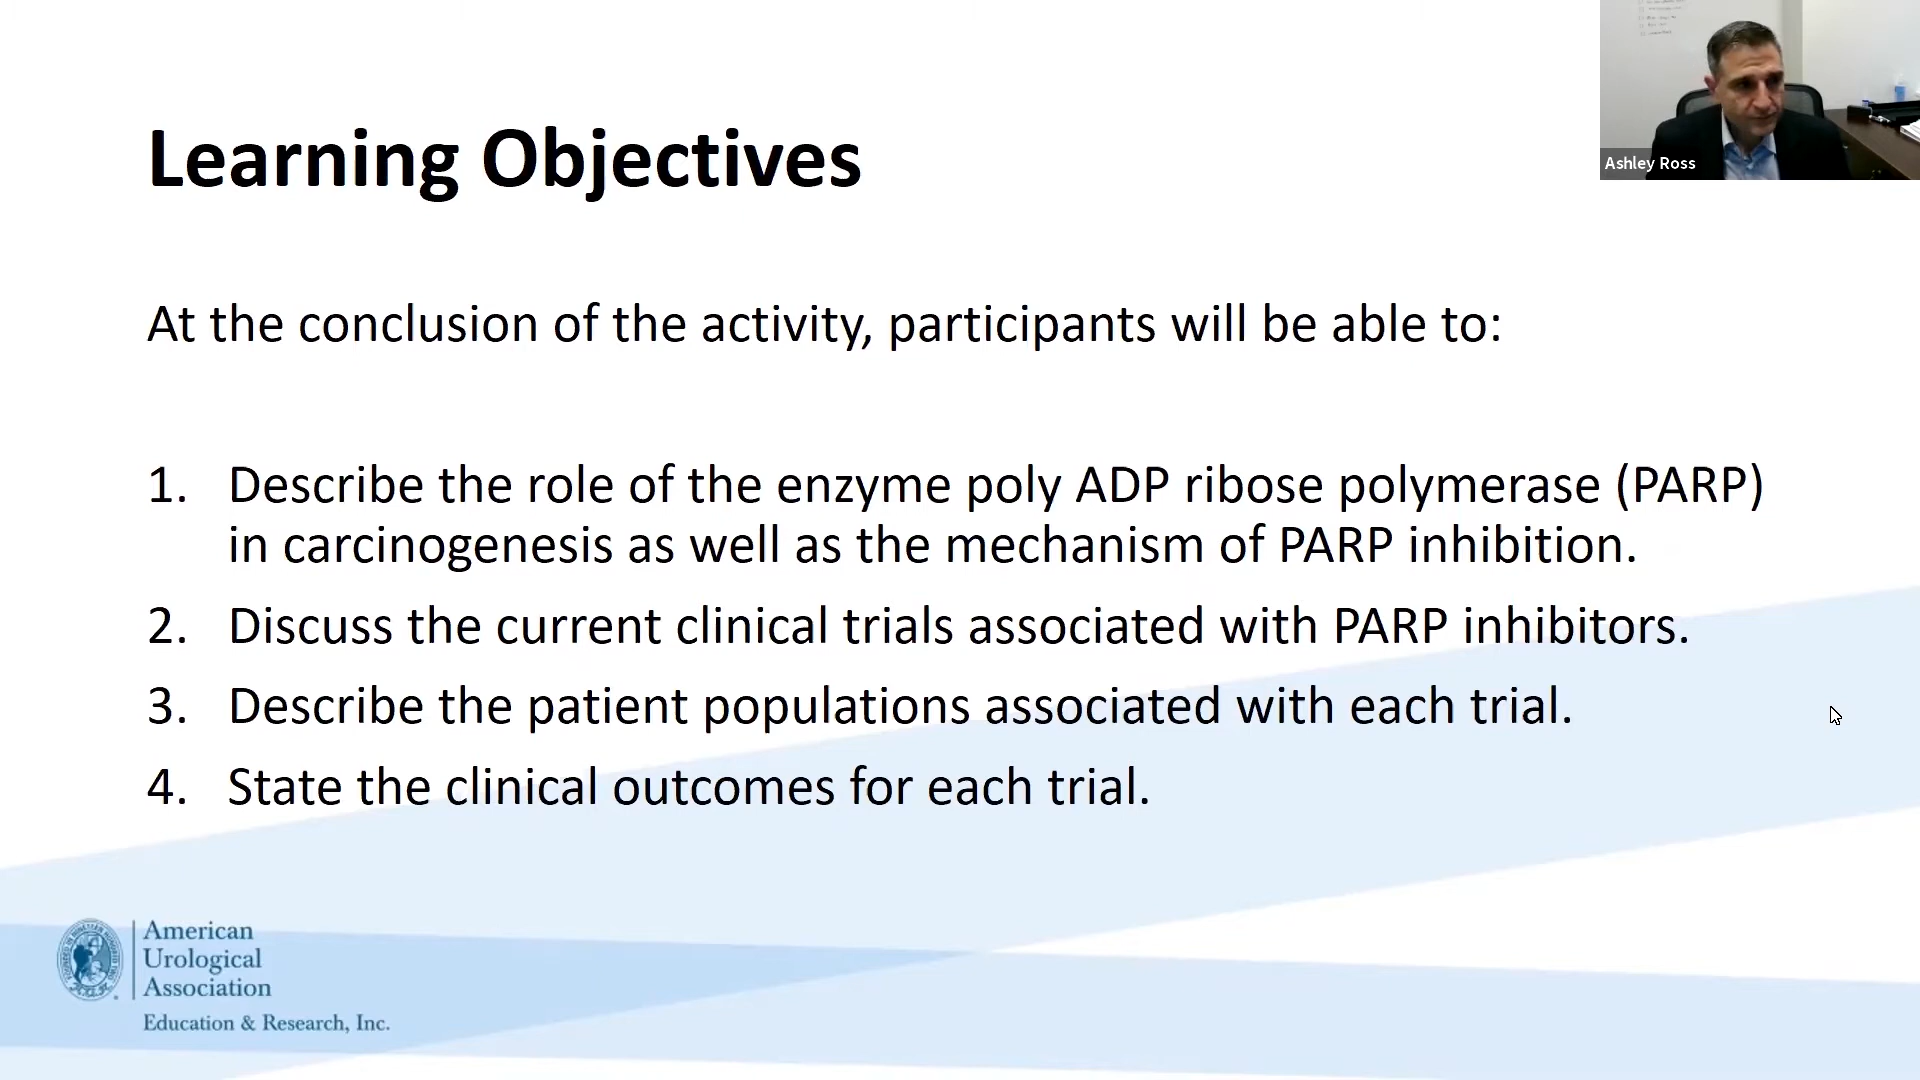 Learning Objectives
Ashley Ross
At the conclusion of the activity, participants will be able to:
1. Describe the role of the enzyme poly ADP ribose polymerase (PARP)
in carcinogenesis as well as the mechanism of PARP inhibition.
2. Discuss the current clinical trials associated with PARP inhibitors.
3. Describe the patient populations associated with each trial.
4. State the clinical outcomes for each trial.
American
Urological
Association
Education & Research, Inc.